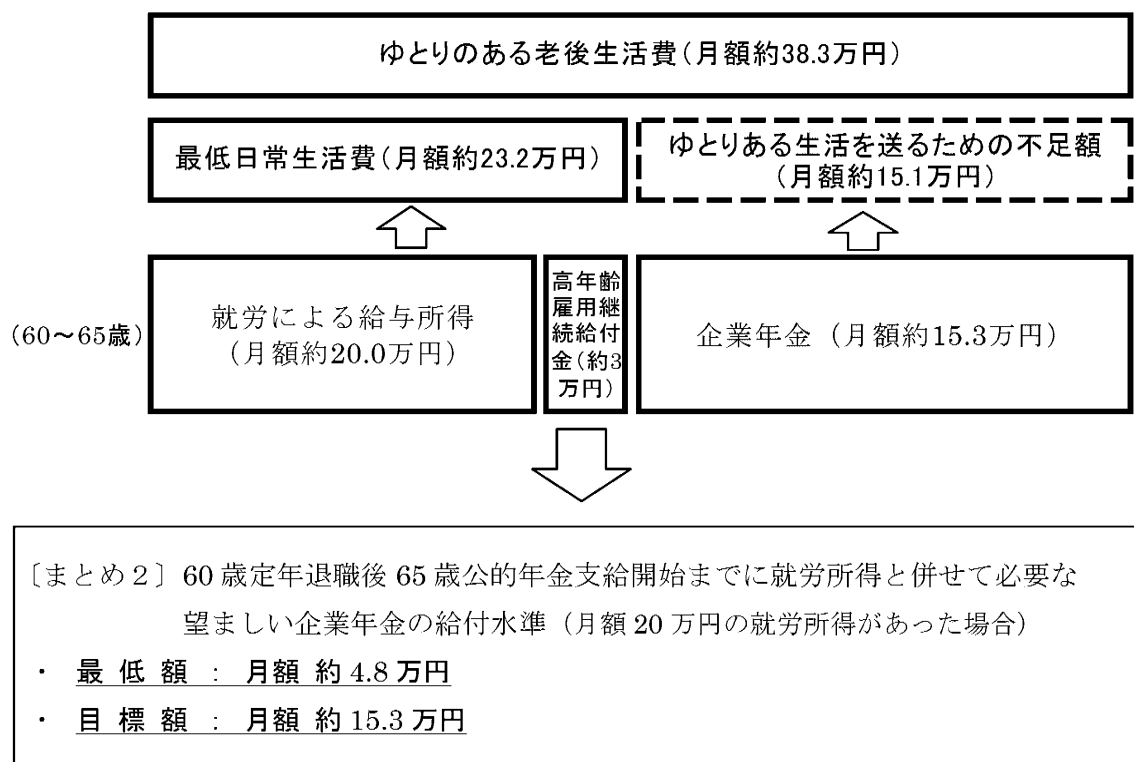 ゆとりのある老後生活費(月額約38.3万円)
最低日常生活費(月額約23.2万円)
ゆとりある生活を送るための不足額
(月額約15.1万円)
(60～65歳)
就労による給与所得
(月額約20.0万円)
高年齢
雇用継
続給付
金(約3
万円)
企業年金(月額約15.3万円)
〔まとめ2〕60歳定年退職後65歳公的年金支給開始までに就労所得と併せて必要な
望ましい企業年金の給付水準(月額20万円の就労所得があった場合)
・ 最 低 額 : 月額 約4.8万円
・ 目 標 額 : 月額 約15.3万円